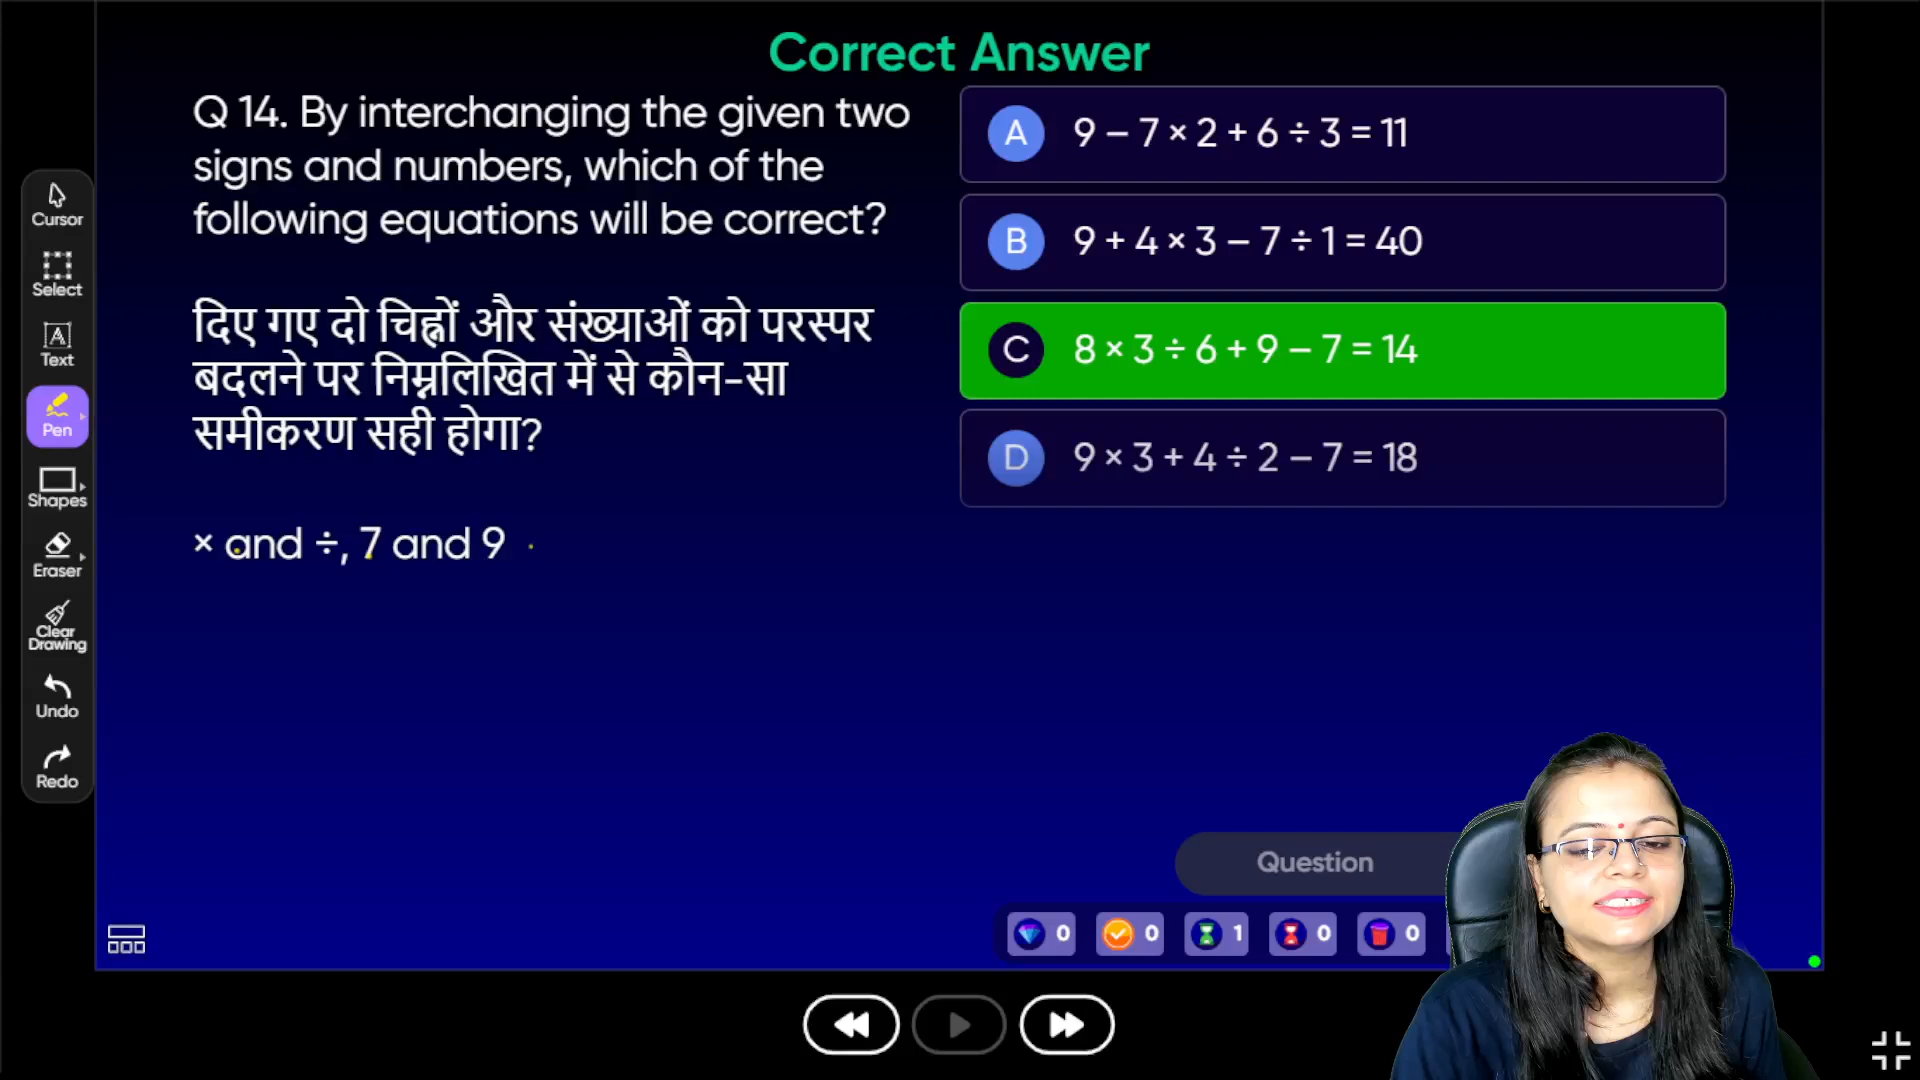 Correct Answer
Q 14. By interchanging the given two
signs and numbers, which of the
following equations will be correct?
दिए गए दो चिह्नों और संख्याओं को परस्पर
बदलने पर निम्नलिखित में से कौन-सा
समीकरण सही होगा?
× and ÷, 7 and 9
A 9 – 7 × 2 + 6 ÷ 3 = 11
B 9 + 4 × 3 – 7 ÷ 1 = 40
C 8 × 3 ÷ 6 + 9 – 7 = 14
D 9 × 3 + 4 ÷ 2 – 7 = 18
Cursor
Select
A
Text
Pen
Shapes
Eraser
Clear
Drawing
Undo
Redo
Question
0 0 1 0 0